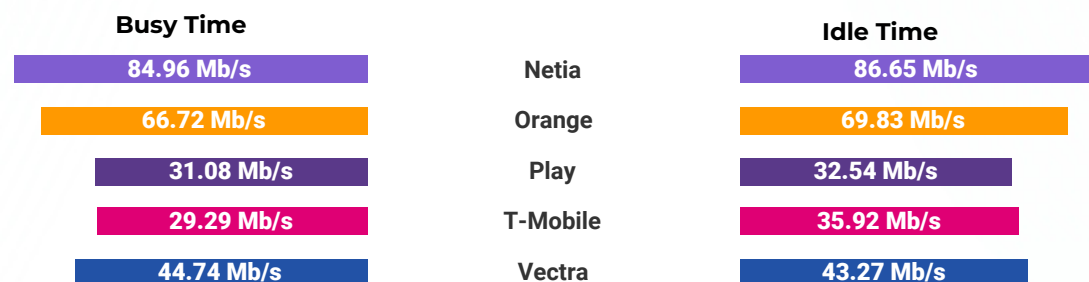 Busy Time Idle Time
84.96 Mb/s Netia 86.65 Mb/s
66.72 Mb/s Orange 69.83 Mb/s
31.08 Mb/s Play 32.54 Mb/s
29.29 Mb/s T-Mobile 35.92 Mb/s
44.74 Mb/s Vectra 43.27 Mb/s